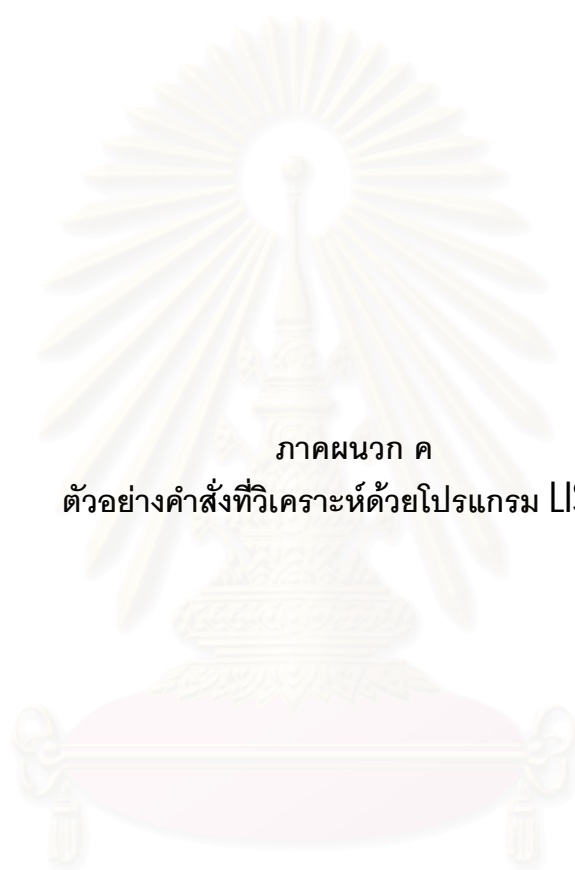 ภาคผนวก ค
ตัวอย่างคำสั่งที่วิเคราะห์ด้วยโปรแกรม